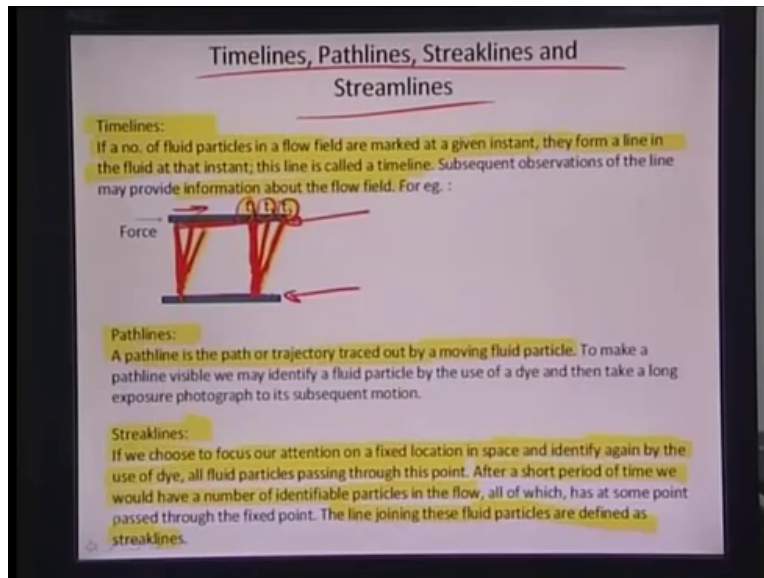 Timelines, Pathlines, Streaklines and
Streamlines
Timelines:
If a no. of fluid particles in a flow field are marked at a given instant, they form a line in
the fluid at that instant; this line is called a timeline. Subsequent observations of the line
may provide information about the flow field. For eg. :
Force
Pathlines:
A pathline is the path or trajectory traced out by a moving fluid particle. To make a
pathline visible we may identify a fluid particle by the use of a dye and then take a long
exposure photograph to its subsequent motion.
Streaklines:
If we choose to focus our attention on a fixed location in space and identify again by the
use of dye, all fluid particles passing through this point. After a short period of time we
would have a number of identifiable particles in the flow, all of which, has at some point
passed through the fixed point. The line joining these fluid particles are defined as
streaklines.